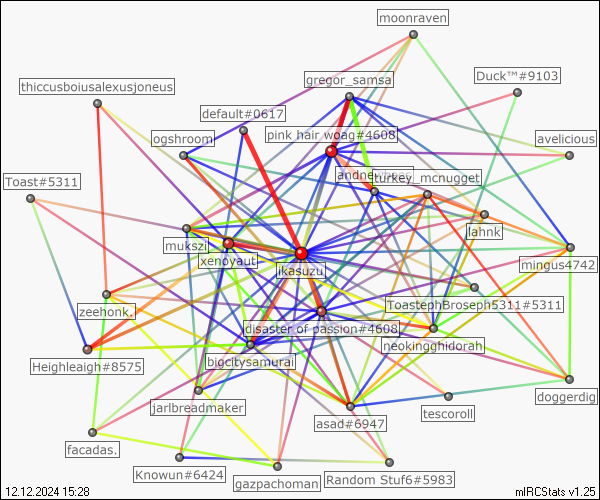 moonraven
gregor_samsa
Duck™#9103
thiccusboiusalexusjoneus
default#0617
pink hair woag#4608
ogshroom
avelicious
turkey_mcnugget
Toast#5311
lahnk
mukszi
xenoyaut
ikasuzu
mingus4742
ToastephBroseph5311#5311
zeehonk.
disaster of passion#4608
neokingghidorah
bigcitysamurai
Heighleaigh#8575
doggerdig
jarlbreadmaker
tescoroll
asad#6947
facadas.
Knowun#6424
Random Stuf6#5983
gazpachoman
12.12.2024 15:28
mIRCStats v1.25